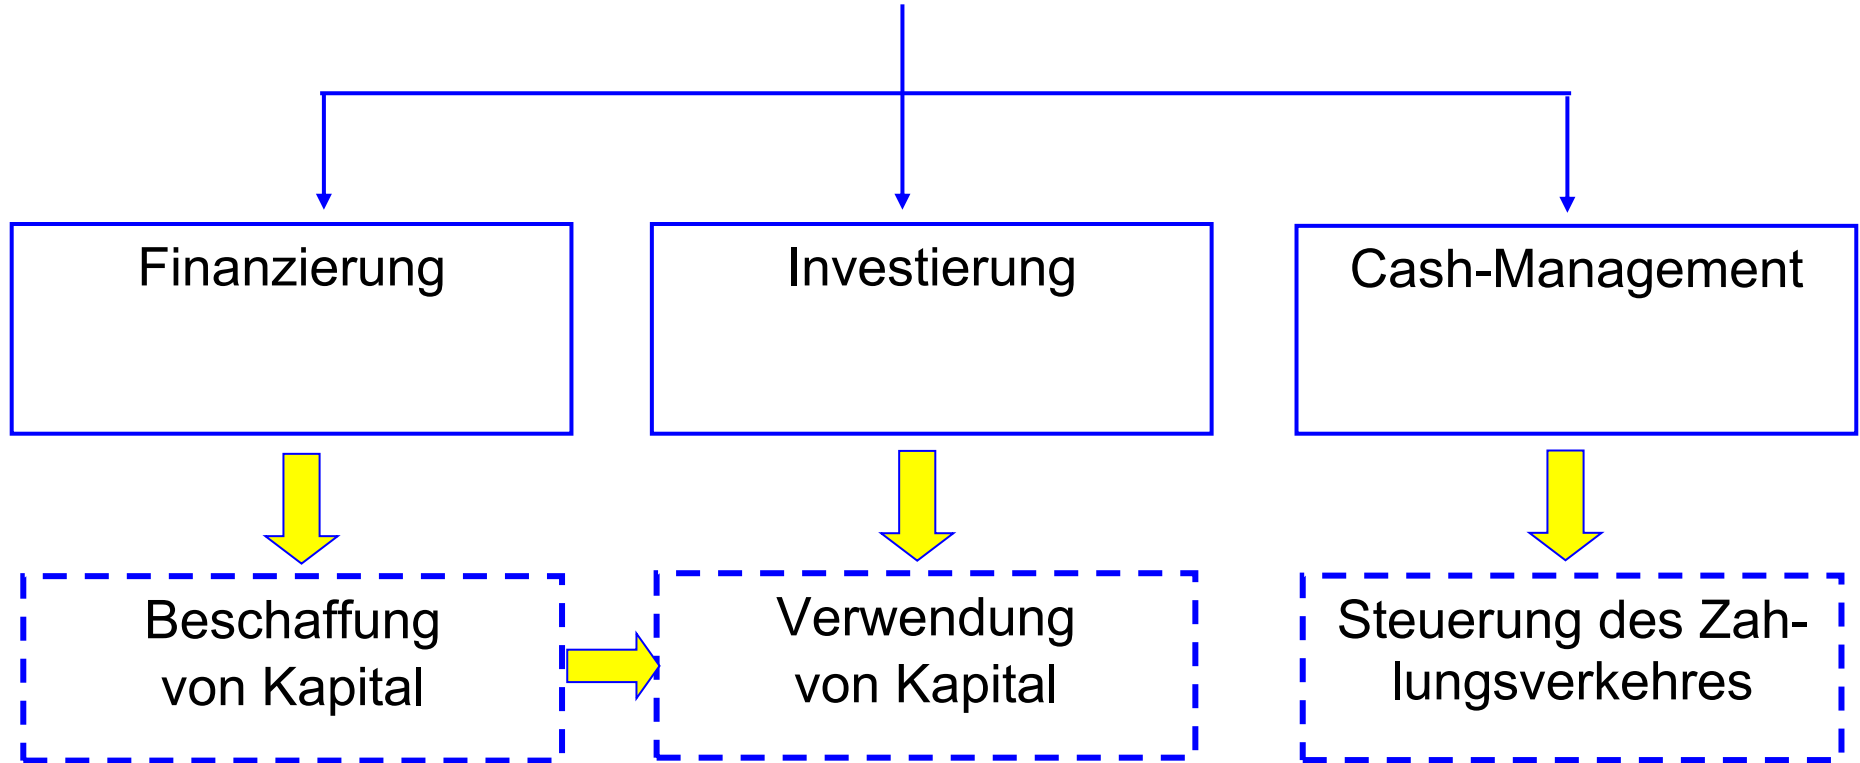 Finanzierung
Investierung
Cash-Management
Beschaffung
von Kapital
Verwendung
von Kapital
Steuerung des Zah-
lungsverkehres